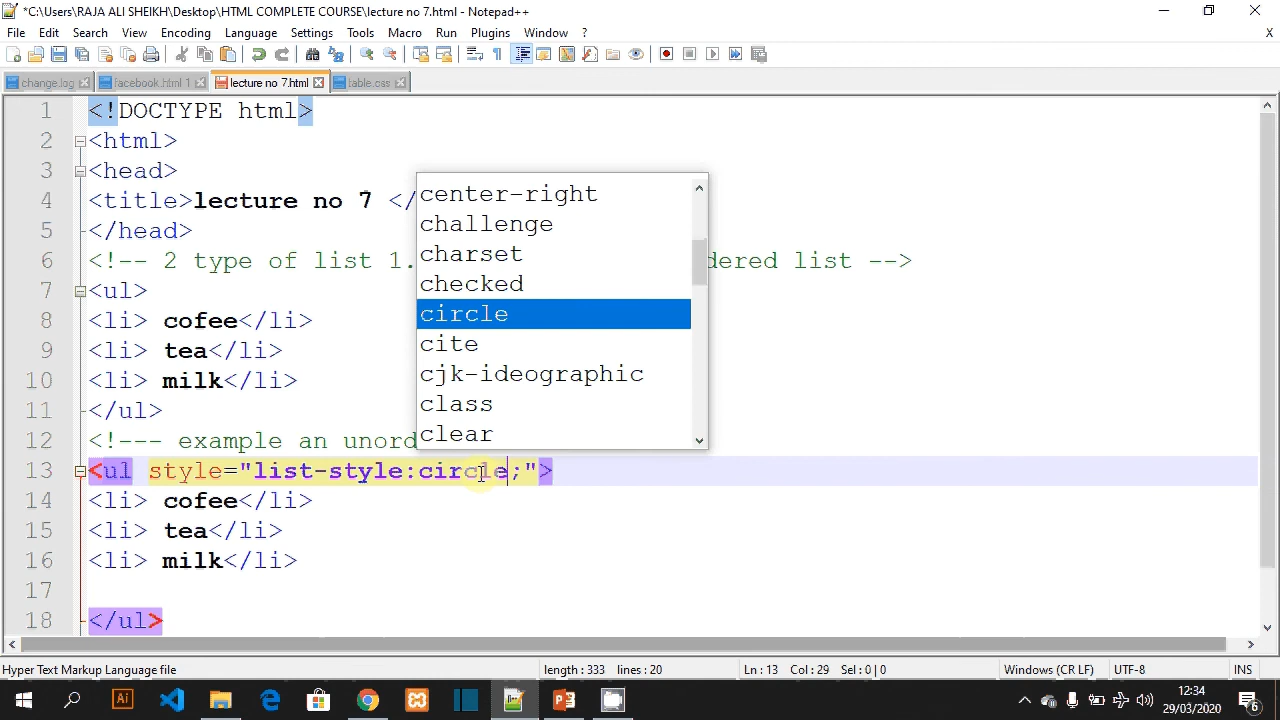 *C:\Users\RAJA ALI SHEIKH\Desktop\HTML COMPLETE COURSE\lecture no 7.html - Notepad++
File Edit Search View Encoding Language Settings Tools Macro Run Plugins Window ? X
change.log facebook.html 1 lecture no 7.html table.css
1 <!DOCTYPE html>
2 <html>
3 <head>
4 <title>lecture no 7 </
5 </head>
6 <!-- 2 type of list 1. dered list -->
7 <ul>
8 <li> cofee</li>
9 <li> tea</li>
10 <li> milk</li>
11 </ul>
12 <!--- example an unord
13 <ul style="list-style:circle;">
14 <li> cofee</li>
15 <li> tea</li>
16 <li> milk</li>
17
18 </ul>
center-right
challenge
charset
checked
circle
cite
cjk-ideographic
class
clear
Hyper Text Markup Language file length : 333 lines : 20 Ln : 13 Col : 29 Sel : 0 | 0 Windows (CR LF) UTF-8 INS
Ai
12:34
29/03/2020
6